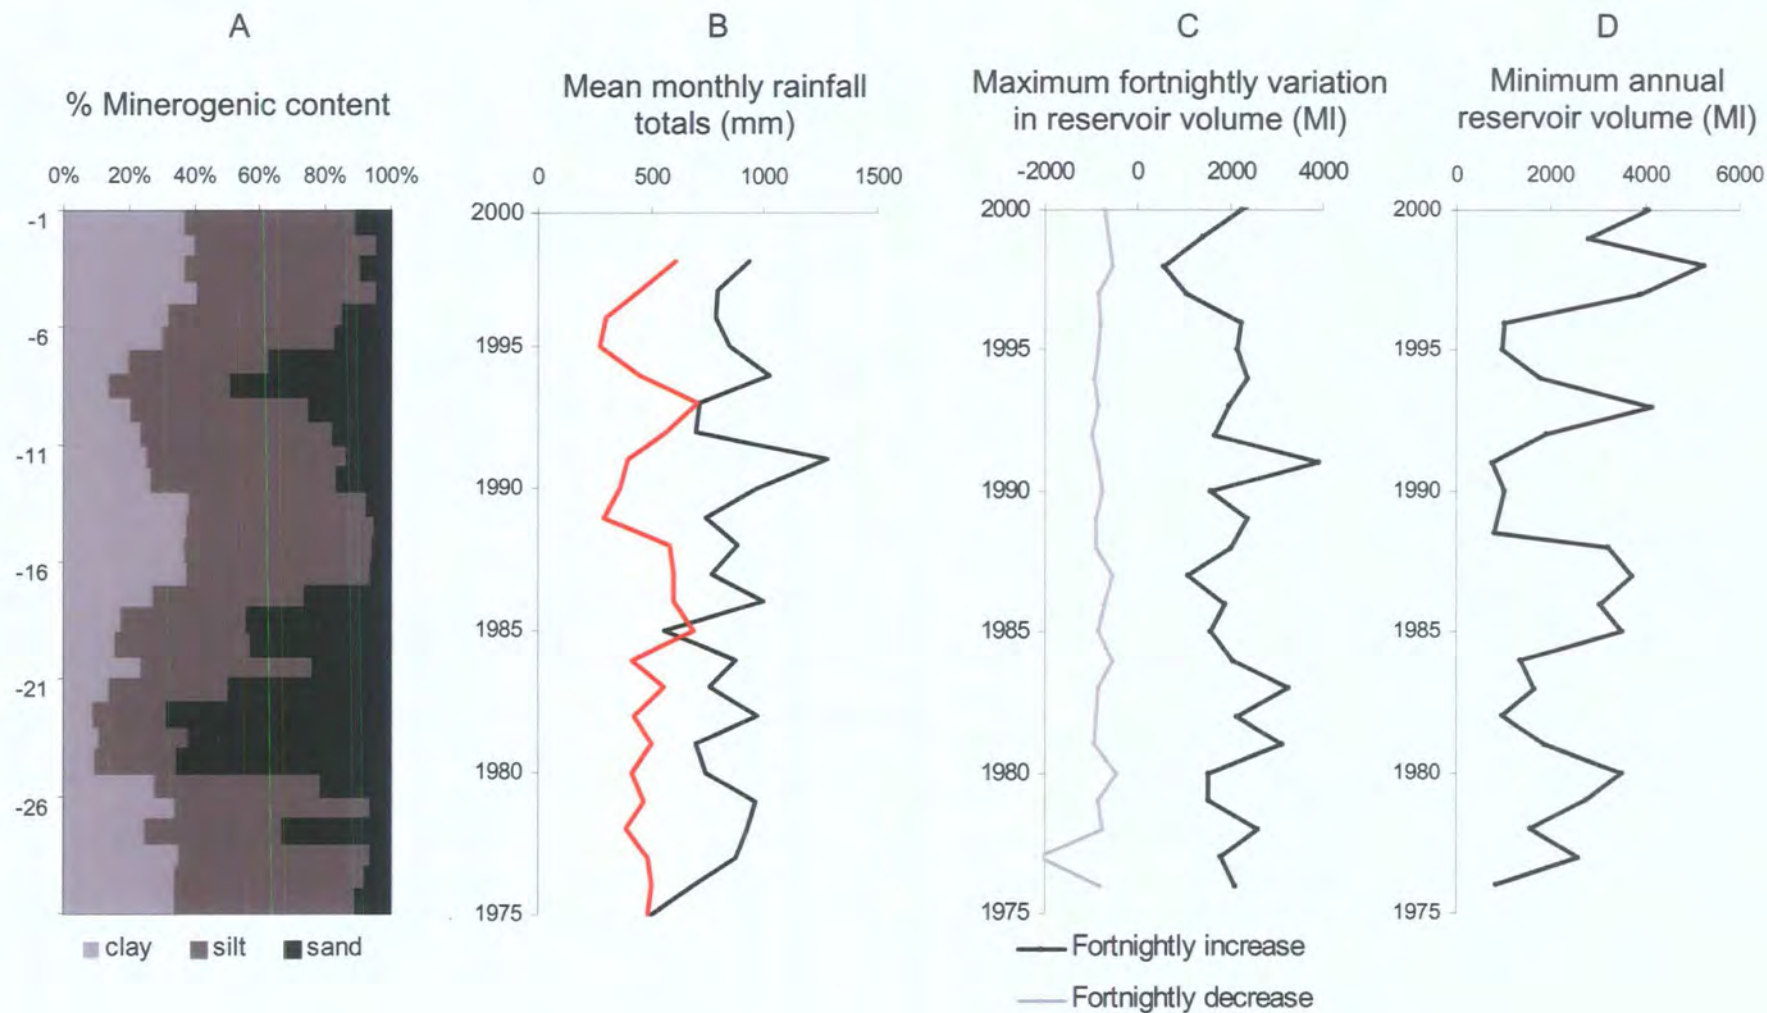 A
% Minerogenic content
0% 20% 40% 60% 80% 100%
-1
-6
-11
-16
-21
-26
clay silt sand
B
Mean monthly rainfall
totals (mm)
0 500 1000 1500
2000
1995
1990
1985
1980
1975
C
Maximum fortnightly variation
in reservoir volume (Ml)
-2000 0 2000 4000
2000
1995
1990
1985
1980
1975
Fortnightly increase
Fortnightly decrease
D
Minimum annual
reservoir volume (Ml)
0 2000 4000 6000
2000
1995
1990
1985
1980
1975